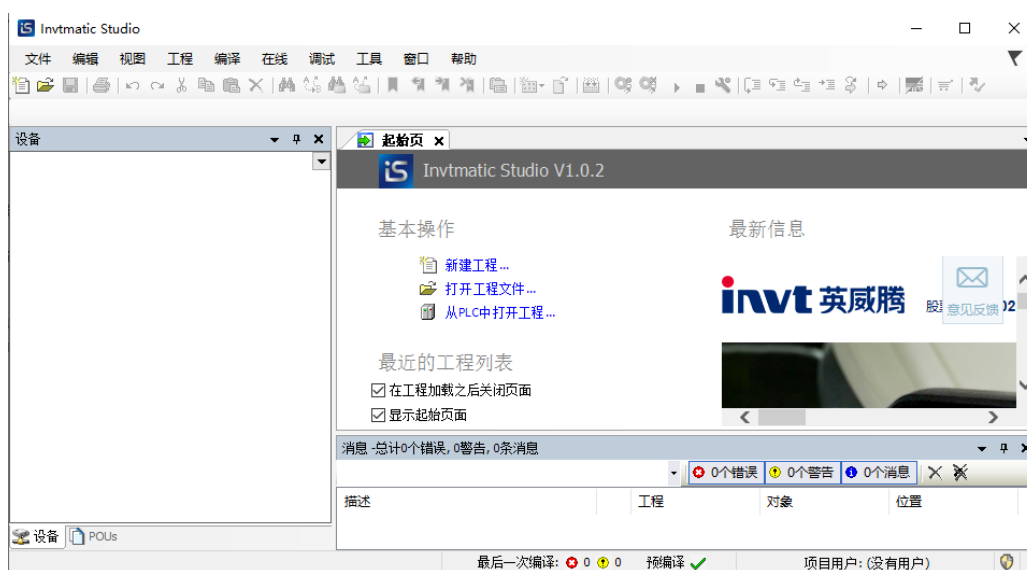 Invtmatic Studio
文件 编辑 视图 工程 编译 在线 调试 工具 窗口 帮助
设备
起始页
iS Invtmatic Studio V1.0.2
基本操作
新建工程...
打开工程文件...
从PLC中打开工程...
最近的工程列表
在工程加载之后关闭页面
显示起始页面
最新信息
invt 英威腾
意见反馈
02
消息 -总计0个错误, 0警告, 0条消息
0个错误 0个警告 0个消息
描述 工程 对象 位置
设备 POUs
最后一次编译: 0 0 预编译 项目用户: (没有用户)